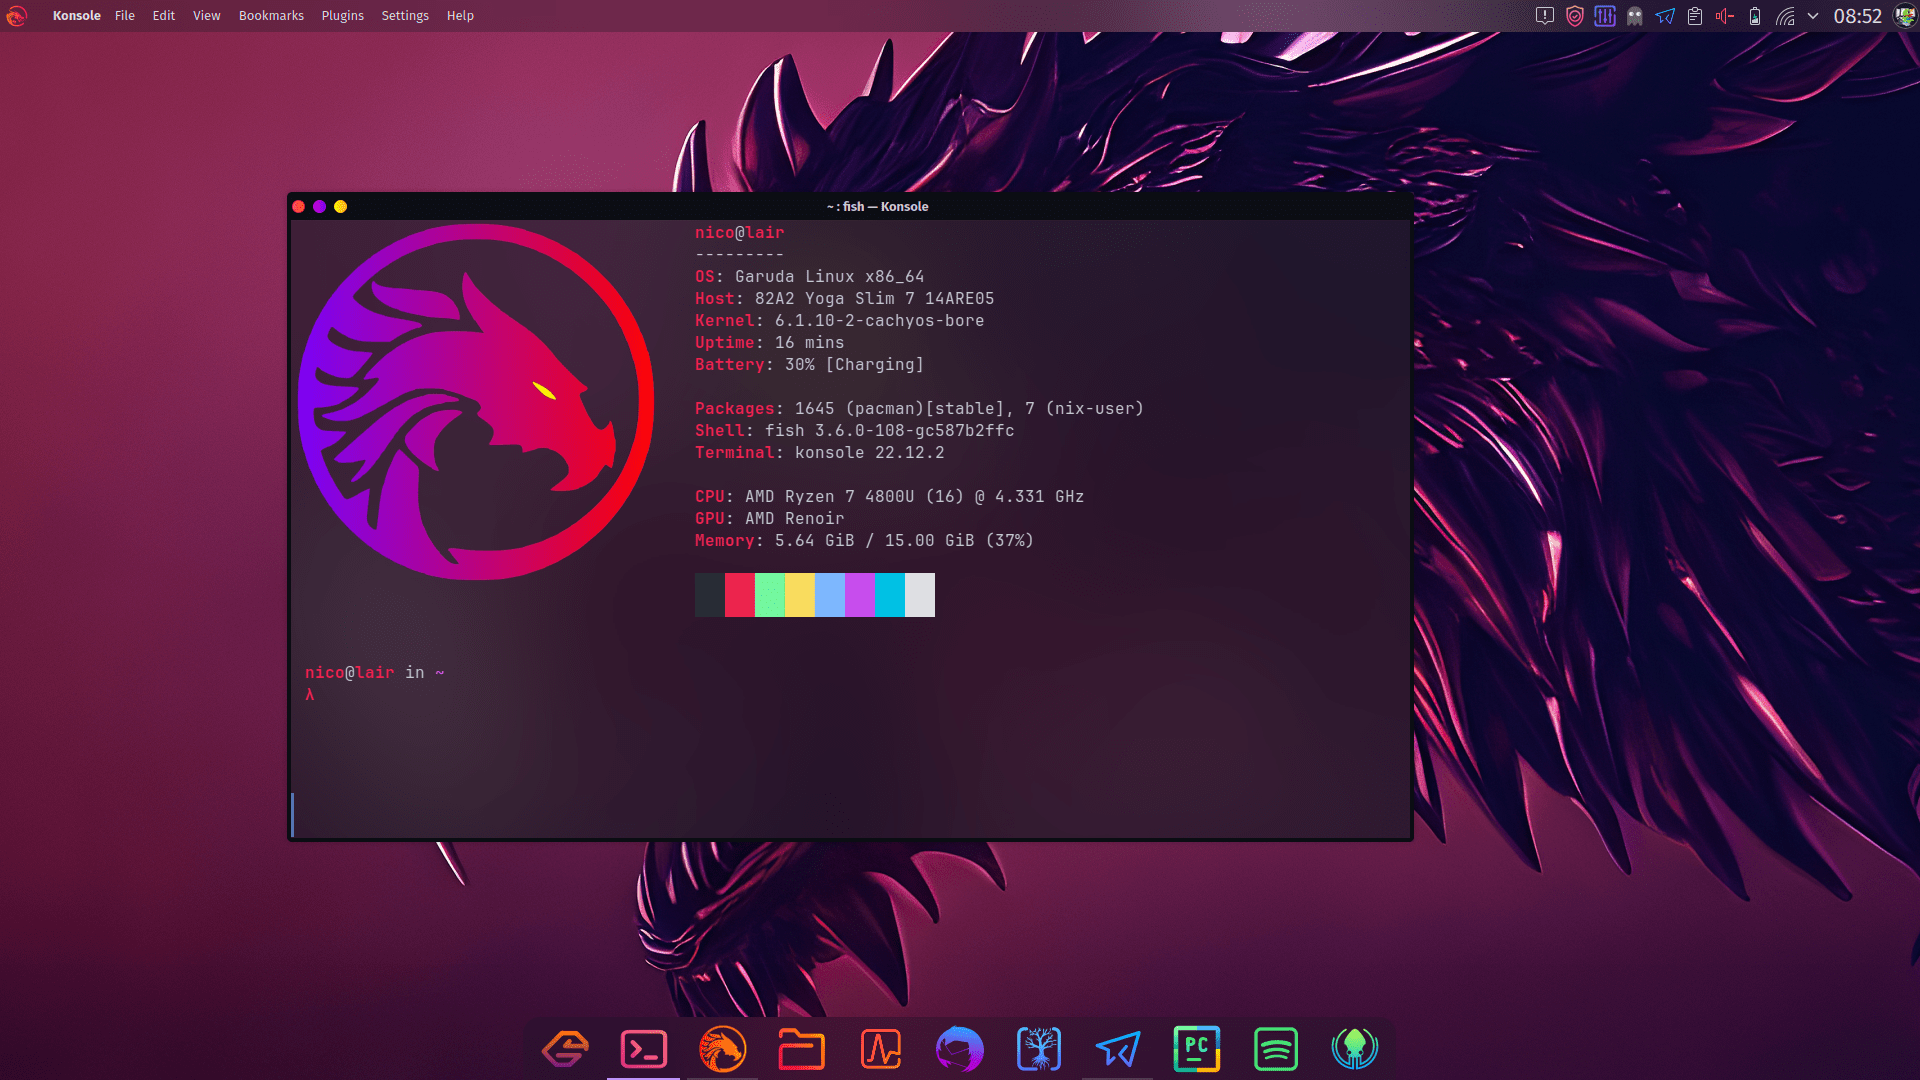 Konsole File Edit View Bookmarks Plugins Settings Help
08:52
~ : fish — Konsole
nico@lair
---------
OS: Garuda Linux x86_64
Host: 82A2 Yoga Slim 7 14ARE05
Kernel: 6.1.10-2-cachyos-bore
Uptime: 16 mins
Battery: 30% [Charging]
Packages: 1645 (pacman)[stable], 7 (nix-user)
Shell: fish 3.6.0-108-gc587b2ffc
Terminal: konsole 22.12.2
CPU: AMD Ryzen 7 4800U (16) @ 4.331 GHz
GPU: AMD Renoir
Memory: 5.64 GiB / 15.00 GiB (37%)
nico@lair in ~
λ
PC